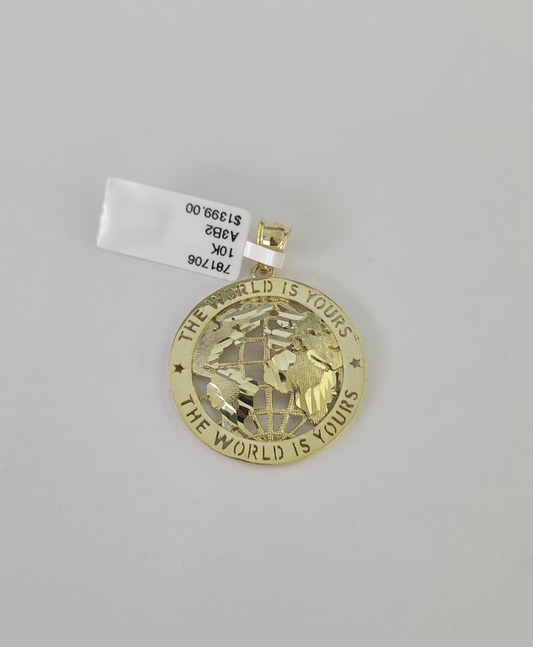 781706
10K
A3B2
$1399.00
THE WORLD IS YOURS
THE WORLD IS YOURS